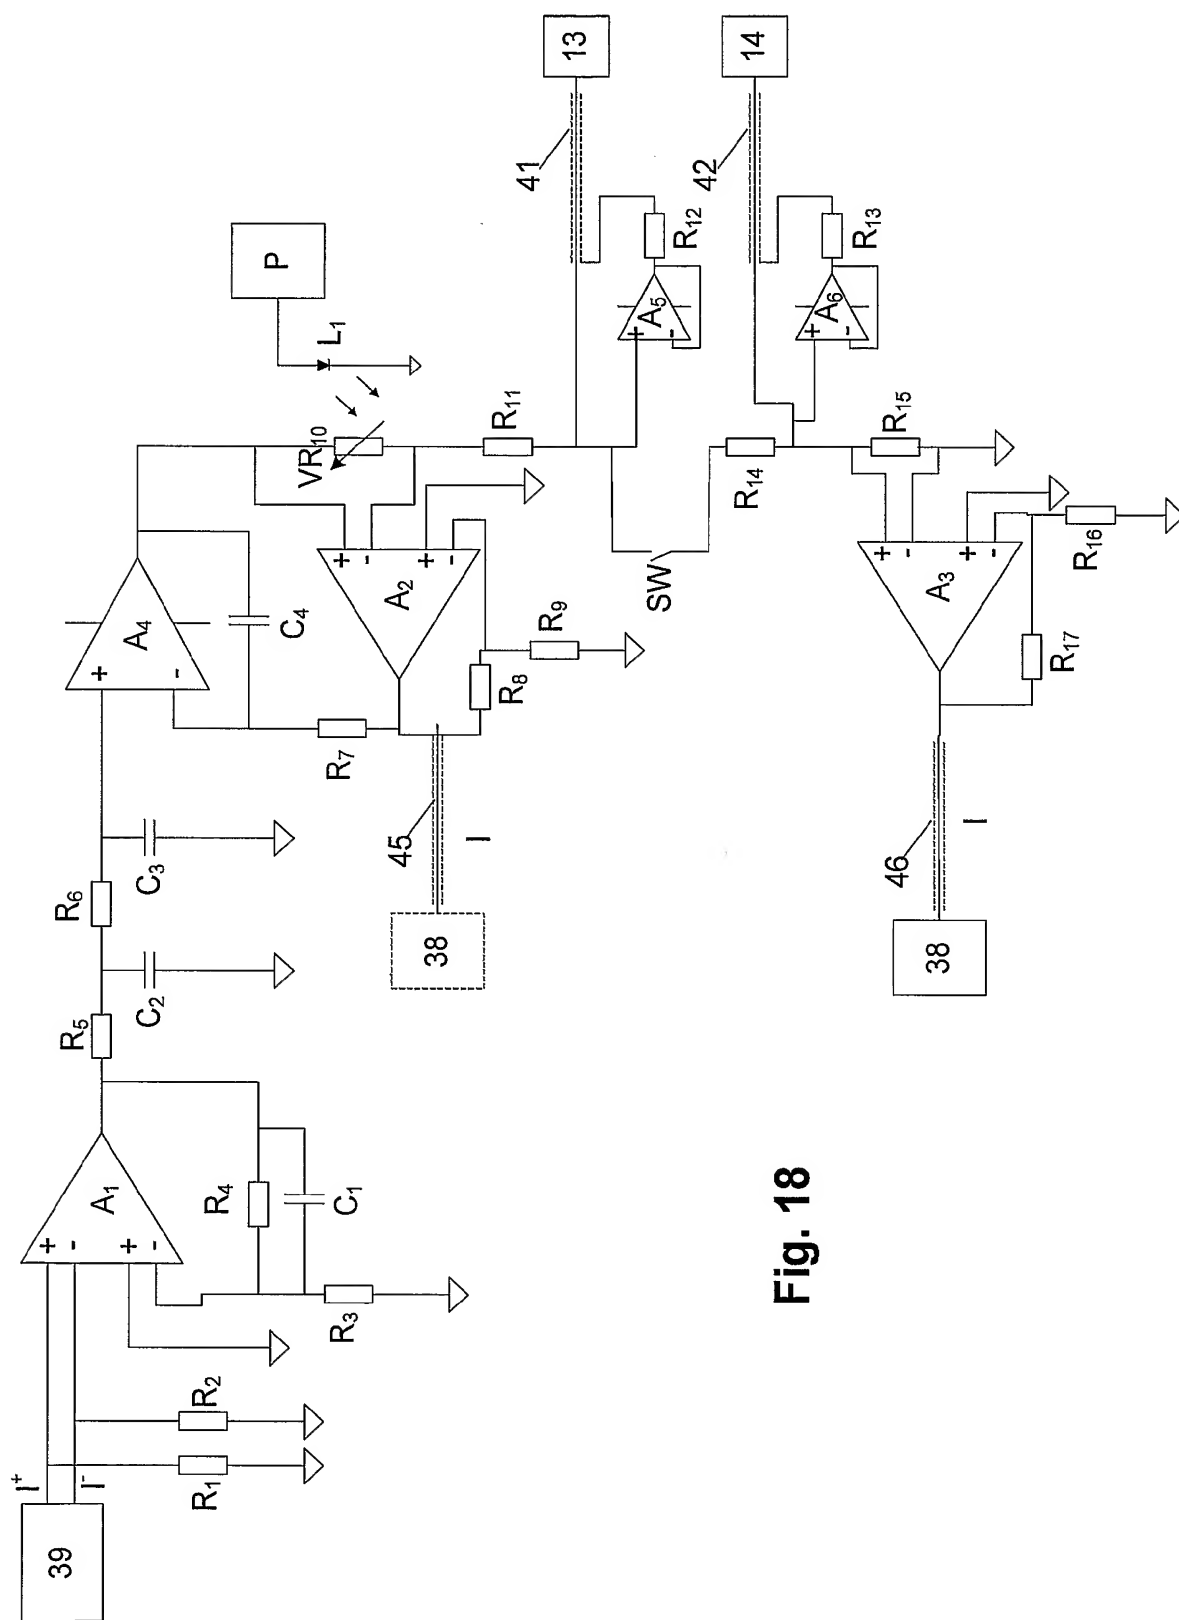 39
I⁺
I⁻
R₁
R₂
+
-
+
-
A₁
R₃
R₄
C₁
R₅
C₂
R₆
C₃
+
-
A₄
C₄
R₇
+
-
+
-
A₂
R₈
R₉
45
I
38
VR₁₀
L₁
P
R₁₁
41
13
+
-
A₅
R₁₂
SW
R₁₄
42
14
+
-
A₆
R₁₃
R₁₅
+
-
+
-
A₃
R₁₆
R₁₇
46
I
38
Fig. 18